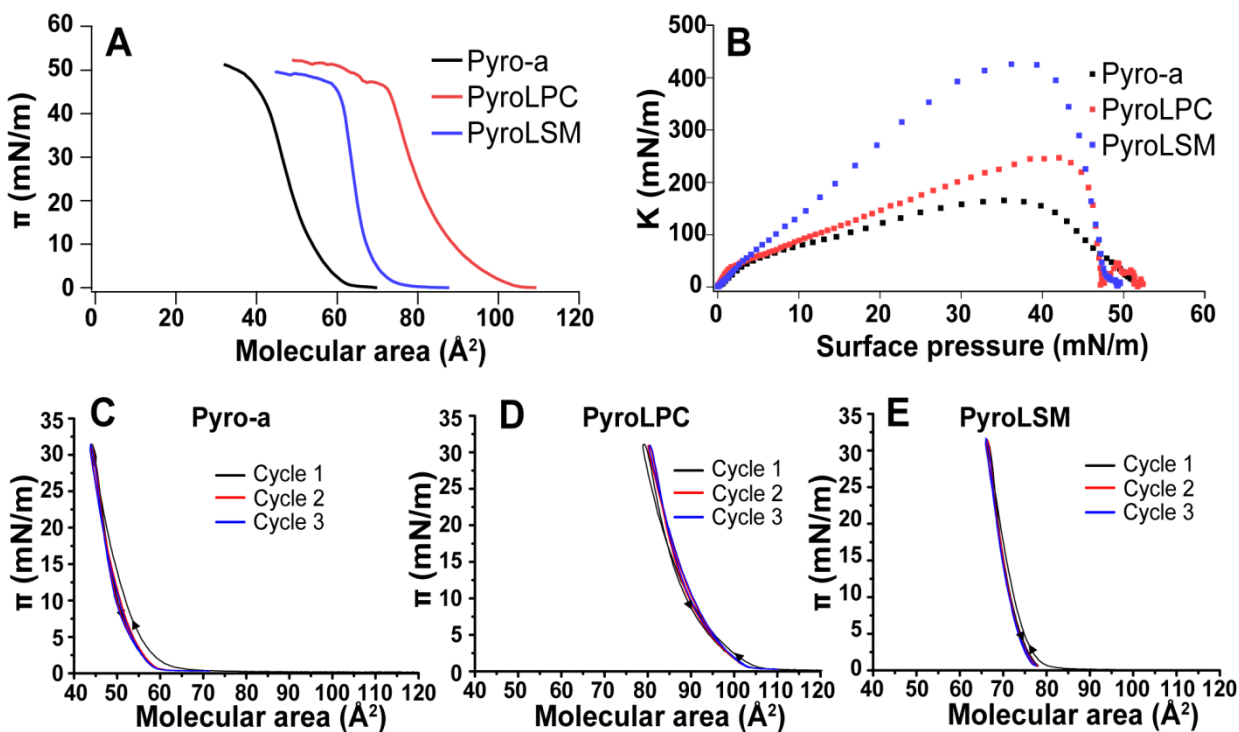 A
π (mN/m)
60
50
40
30
20
10
0
Pyro-a
PyroLPC
PyroLSM
0 20 40 60 80 100 120
Molecular area (Å²)
B
K (mN/m)
500
400
300
200
100
0
Pyro-a
PyroLPC
PyroLSM
0 10 20 30 40 50 60
Surface pressure (mN/m)
C Pyro-a
π (mN/m)
35
30
25
20
15
10
5
0
Cycle 1
Cycle 2
Cycle 3
40 50 60 70 80 90 100 110 120
Molecular area (Å²)
D PyroLPC
π (mN/m)
35
30
25
20
15
10
5
0
Cycle 1
Cycle 2
Cycle 3
40 50 60 70 80 90 100 110 120
Molecular area (Å²)
E PyroLSM
π (mN/m)
35
30
25
20
15
10
5
0
Cycle 1
Cycle 2
Cycle 3
40 50 60 70 80 90 100 110 120
Molecular area (Å²)